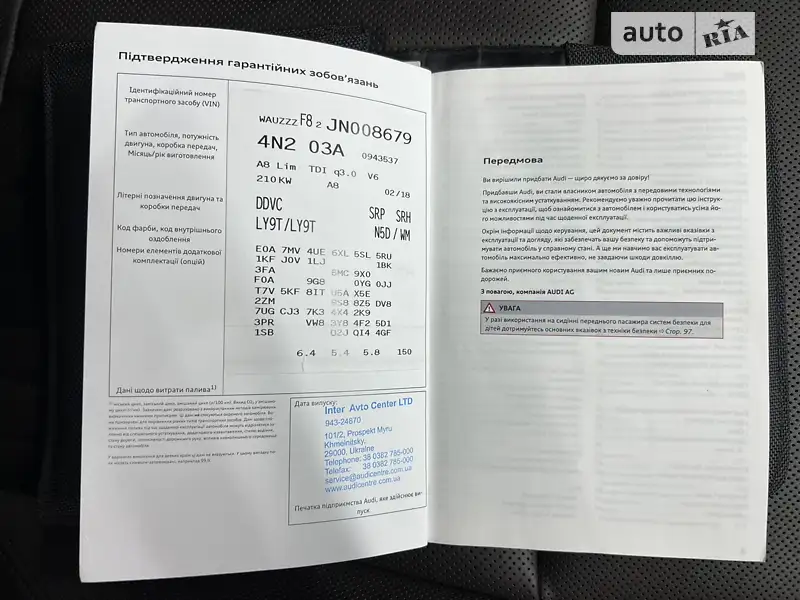 auto RIA
Підтвердження гарантійних зобов'язань
Ідентифікаційний номер
транспортного засобу (VIN)
WAUZZZ F8 2 JN008679
4N2 03A 0943537
Тип автомобіля, потужність
двигуна, коробка передач,
Місяць/рік виготовлення
A8 Lim TDI q3.0 V6
210KW A8 02/18
Літерні позначення двигуна та
коробки передач
DDVC SRP SRH
Код фарби, код внутрішнього
оздоблення
LY9T/LY9T N5D / WM
Номери елементів додаткової
комплектації (опцій)
E0A 7MV 4UE 6XL 5SL 5RU
1KF J0V 1LJ 1BK
3FA 6MC 9X0
F0A 9G8 0YG 0JJ
T7V 5KF 8IT U5A X5E
2ZM 9S8 8Z5 DV8
7UG CJ3 7K3 4X4 2K9
3PR VW8 3Y8 4F2 5D1
1SB 02J QI4 4GF
6.4 5.4 5.8 150
Дані щодо витрати палива1)
Дата випуску:
Inter Avto Center LTD
943-24870
101/2, Prospekt Myru
Khmelnitsky,
29000, Ukraine
Telephone: 38 0382 785-000
Telefax: 38 0382 785-000
service@audicentre.com.ua
www.audicentre.com.ua
Печатка підприємства Audi, яке здійснює ви-
пуск
Передмова
Ви вирішили придбати Audi — щиро дякуємо за довіру!
Придбавши Audi, ви стали власником автомобіля з передовими технологіями
та високоякісним устаткуванням. Рекомендуємо уважно прочитати цю інструк-
цію з експлуатації, щоб ознайомитися з автомобілем і користуватись усіма йо-
го можливостями під час щоденної експлуатації.
Окрім інформації щодо керування, цей документ містить важливі вказівки з
експлуатації та догляду, які забезпечать вашу безпеку та допоможуть підтри-
мувати автомобіль у справному стані. А ще ми навчимо вас експлуатувати ав-
томобіль максимально ефективно, не завдаючи шкоди довкіллю.
Бажаємо приємного користування вашим новим Audi та лише приємних по-
дорожей.
З повагою, компанія AUDI AG
УВАГА
У разі використання на сидінні переднього пасажира систем безпеки для
дітей дотримуйтесь основних вказівок з техніки безпеки ⇨ Стор. 97.